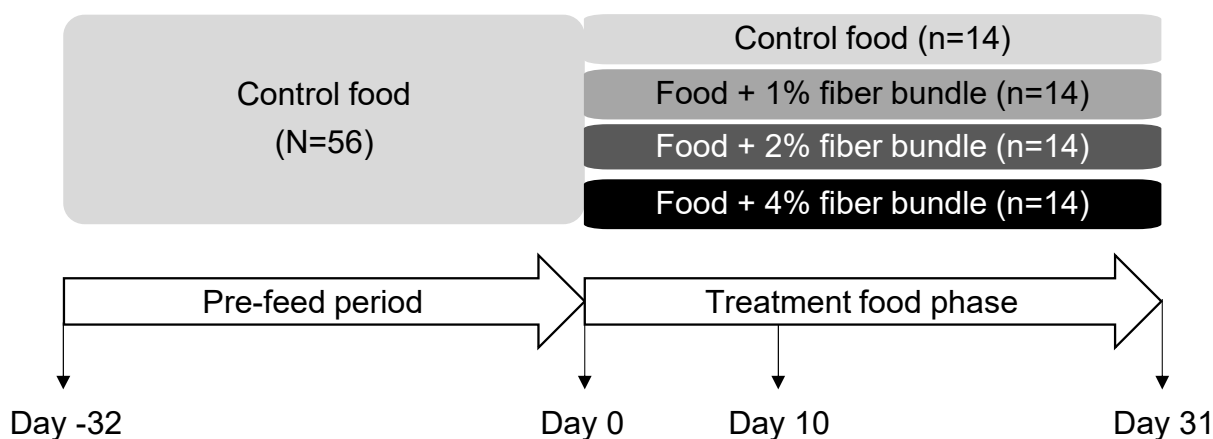 Control food
(N=56)
Control food (n=14)
Food + 1% fiber bundle (n=14)
Food + 2% fiber bundle (n=14)
Food + 4% fiber bundle (n=14)
Pre-feed period
Treatment food phase
Day -32
Day 0
Day 10
Day 31